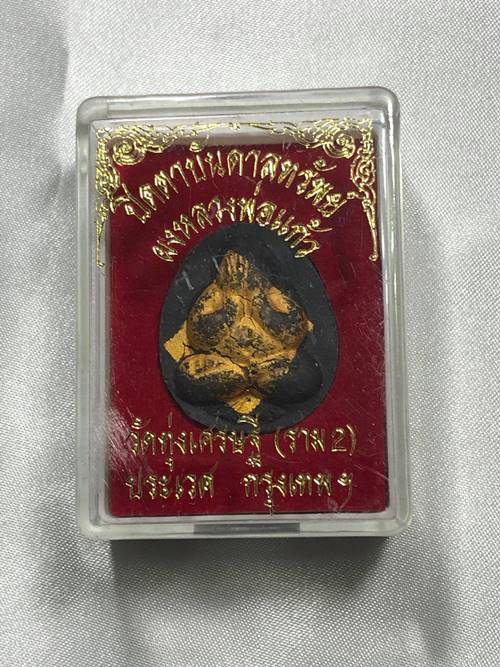 ปิดตาบันดาลทรัพย์
ผงหลวงพ่อแก้ว
วัดทุ่งเศรษฐี (ราม 2)
ประเวศ กรุงเทพฯ